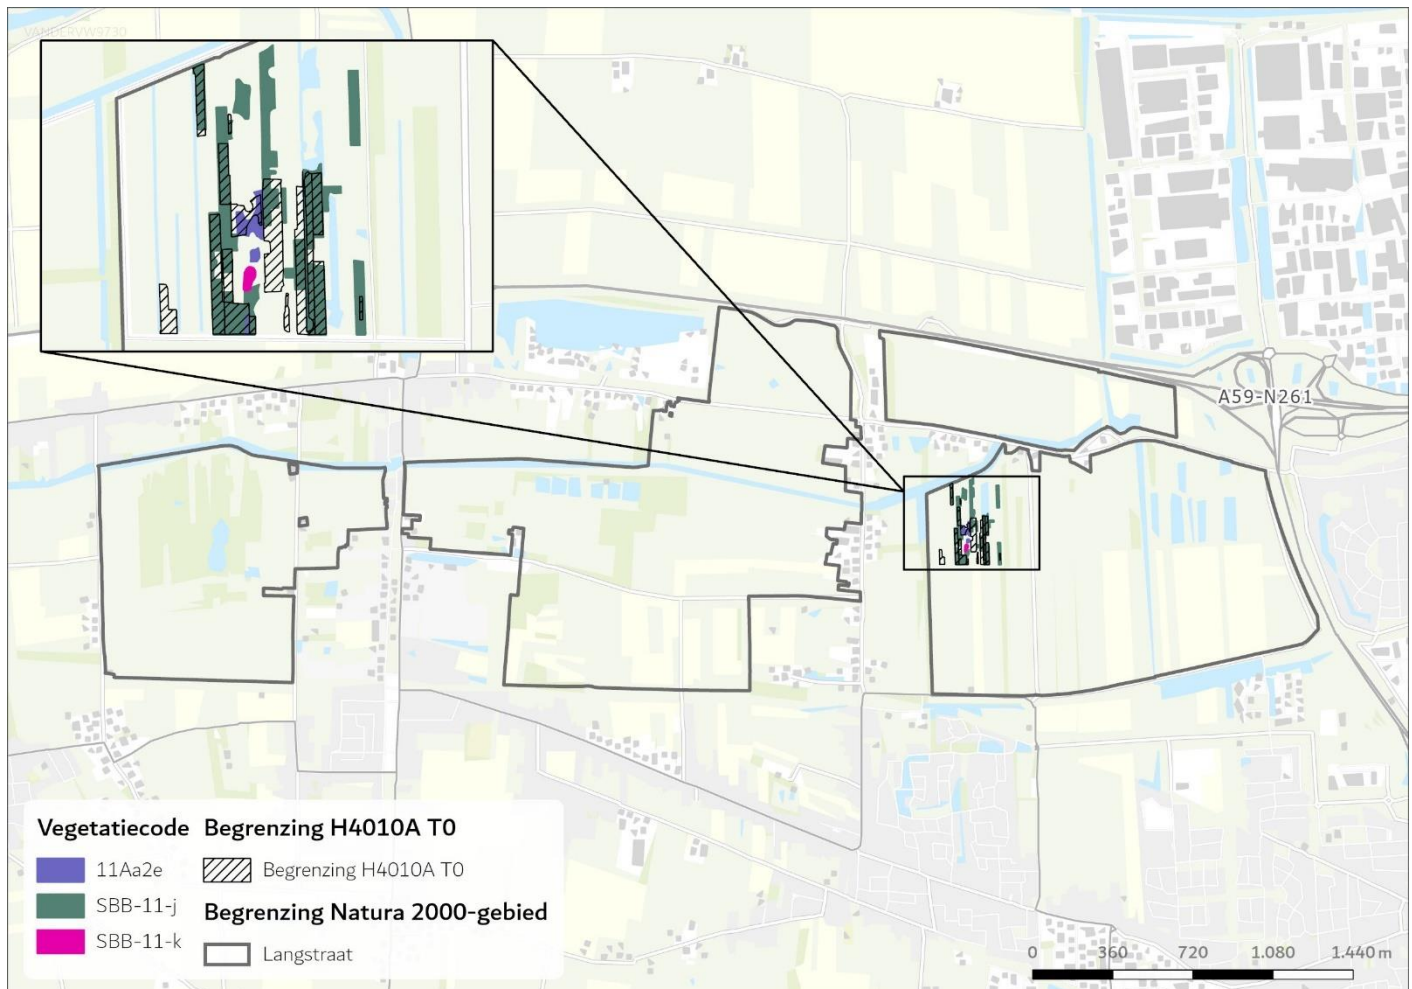 VANDERVW9730
A59-N261
Vegetatiecode
11Aa2e
SBB-11-j
SBB-11-k
Begrenzing H4010A T0
Begrenzing H4010A T0
Begrenzing Natura 2000-gebied
Langstraat
0 360 720 1.080 1.440 m